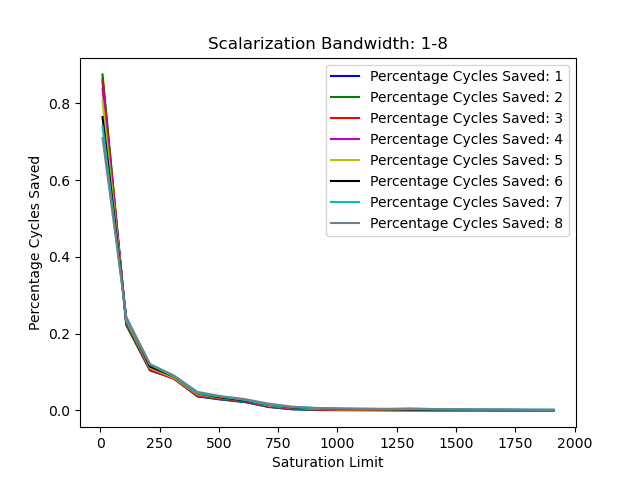 Scalarization Bandwidth: 1-8
Percentage Cycles Saved
0.8
0.6
0.4
0.2
0.0
Percentage Cycles Saved: 1
Percentage Cycles Saved: 2
Percentage Cycles Saved: 3
Percentage Cycles Saved: 4
Percentage Cycles Saved: 5
Percentage Cycles Saved: 6
Percentage Cycles Saved: 7
Percentage Cycles Saved: 8
0 250 500 750 1000 1250 1500 1750 2000
Saturation Limit